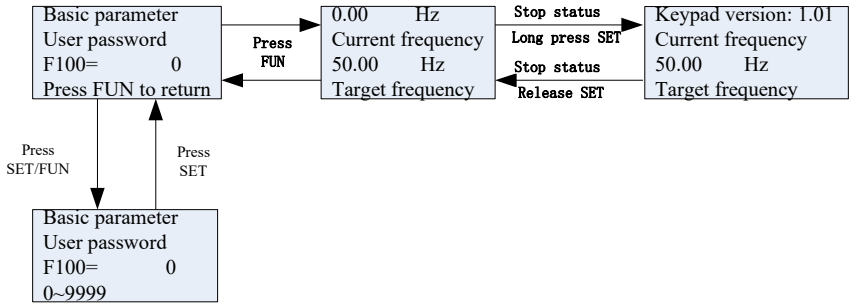 Basic parameter
User password
F100= 0
Press FUN to return
Press
FUN
0.00 Hz
Current frequency
50.00 Hz
Target frequency
Stop status
Long press SET
Stop status
Release SET
Keypad version: 1.01
Current frequency
50.00 Hz
Target frequency
Press
SET/FUN
Press
SET
Basic parameter
User password
F100= 0
0~9999